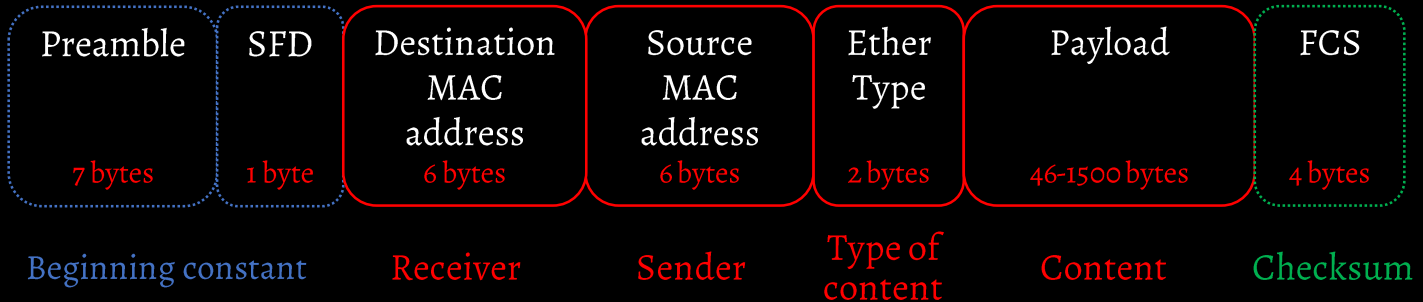 Preamble
SFD
Destination
MAC
address
Source
MAC
address
Ether
Type
Payload
FCS
7 bytes
1 byte
6 bytes
6 bytes
2 bytes
46-1500 bytes
4 bytes
Beginning constant
Receiver
Sender
Type of
content
Content
Checksum